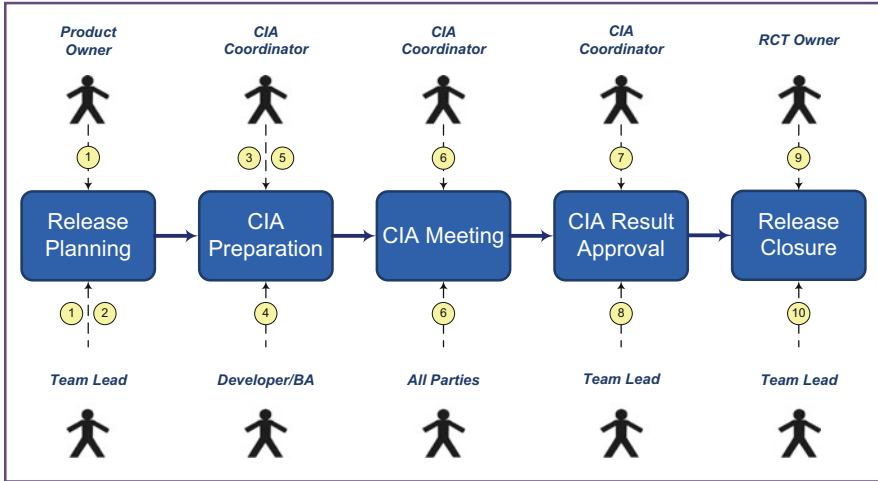 Product
Owner
CIA
Coordinator
CIA
Coordinator
CIA
Coordinator
RCT Owner
1
3
5
6
7
9
Release
Planning
CIA
Preparation
CIA Meeting
CIA Result
Approval
Release
Closure
1
2
4
6
8
10
Team Lead
Developer/BA
All Parties
Team Lead
Team Lead